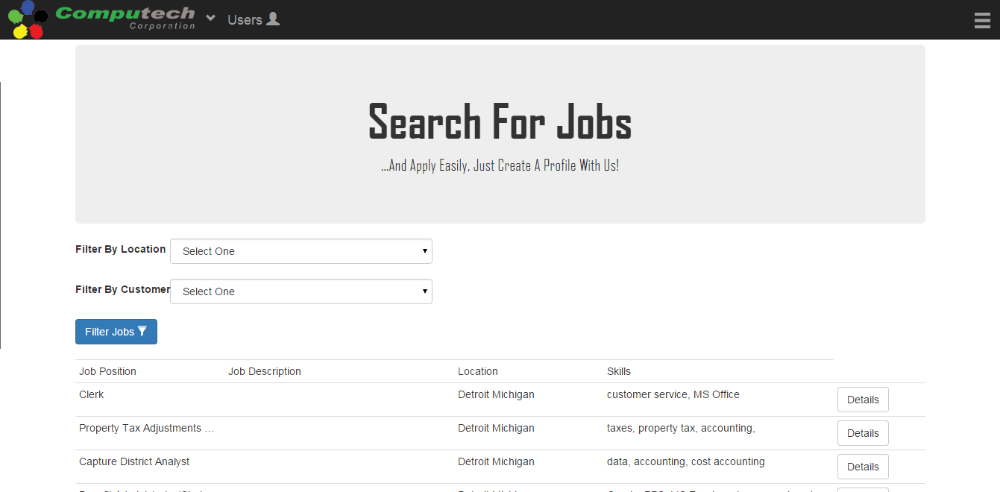 Computech
Corporation
Users
Search For Jobs
...And Apply Easily, Just Create A Profile With Us!
Filter By Location Select One
Filter By Customer Select One
Filter Jobs
Job Position Job Description Location Skills
Clerk Detroit Michigan customer service, MS Office Details
Property Tax Adjustments ... Detroit Michigan taxes, property tax, accounting, Details
Capture District Analyst Detroit Michigan data, accounting, cost accounting Details